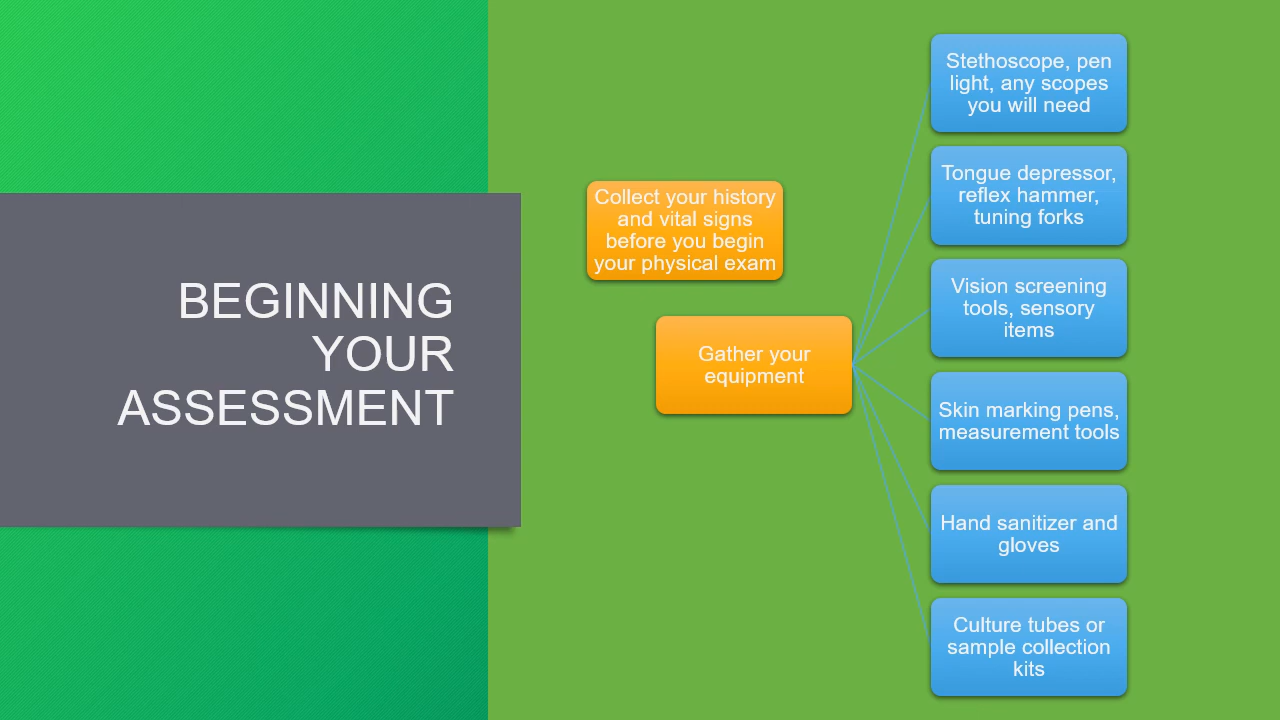 BEGINNING
YOUR
ASSESSMENT
Collect your history
and vital signs
before you begin
your physical exam
Gather your
equipment
Stethoscope, pen
light, any scopes
you will need
Tongue depressor,
reflex hammer,
tuning forks
Vision screening
tools, sensory
items
Skin marking pens,
measurement tools
Hand sanitizer and
gloves
Culture tubes or
sample collection
kits